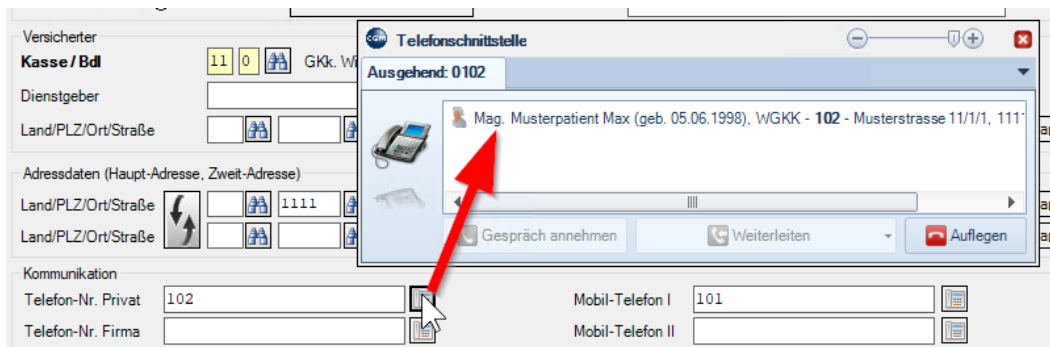 Versicherter
Kasse / Bdl 11 0 GKk. Wi
Dienstgeber
Land/PLZ/Ort/Straße
Adressdaten (Haupt-Adresse, Zweit-Adresse)
Land/PLZ/Ort/Straße 1111
Land/PLZ/Ort/Straße
Kommunikation
Telefon-Nr. Privat 102
Mobil-Telefon I 101
Telefon-Nr. Firma
Mobil-Telefon II
CGM Telefonschnittstelle
Ausgehend: 0102
Mag. Musterpatient Max (geb. 05.06.1998), WGKK - 102 - Musterstrasse 11/1/1, 111
Gespräch annehmen Weiterleiten Auflegen